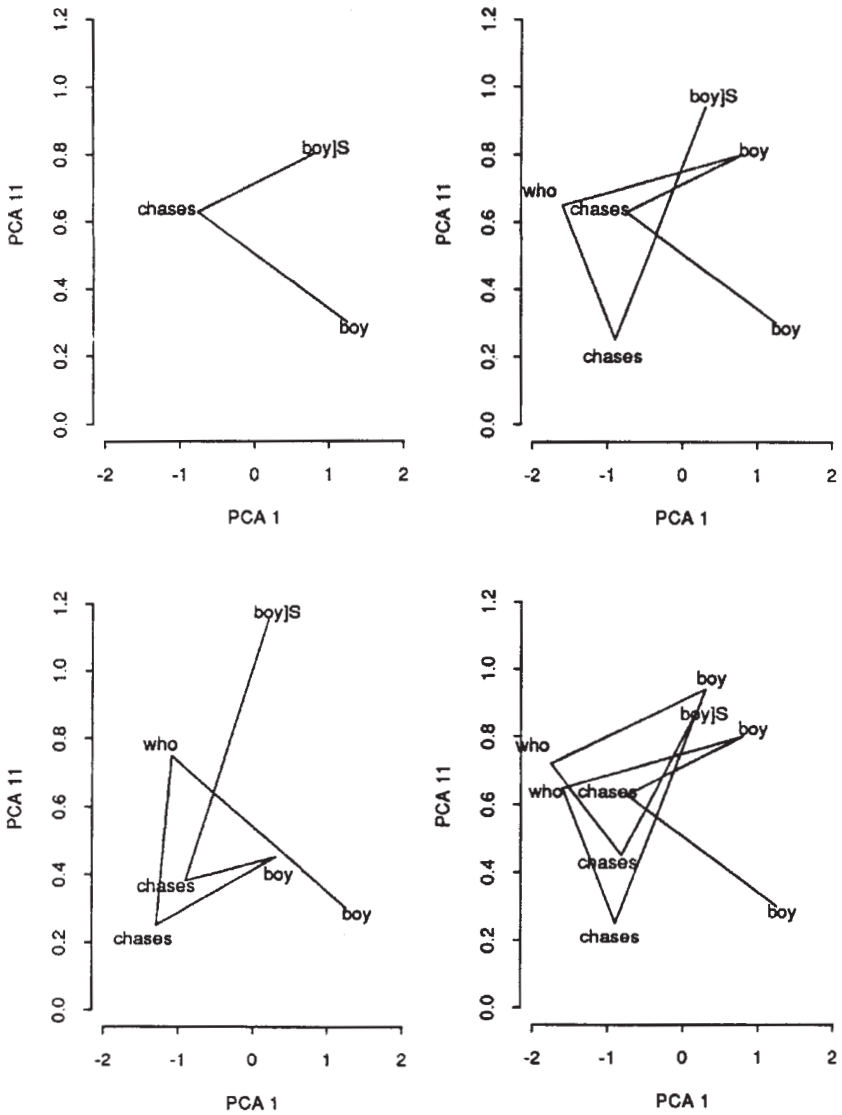 1.2
1.0
0.8
0.6
0.4
0.2
0.0
PCA 11
boy]S
chases
boy
-2 -1 0 1 2
PCA 1
1.2
1.0
0.8
0.6
0.4
0.2
0.0
PCA 11
boy]S
boy
who
chases
boy
chases
-2 -1 0 1 2
PCA 1
1.2
1.0
0.8
0.6
0.4
0.2
0.0
PCA 11
boy]S
who
boy
chases
boy
chases
-2 -1 0 1 2
PCA 1
1.2
1.0
0.8
0.6
0.4
0.2
0.0
PCA 11
boy
boy]S
boy
who
who chases
chases
boy
chases
-2 -1 0 1 2
PCA 1